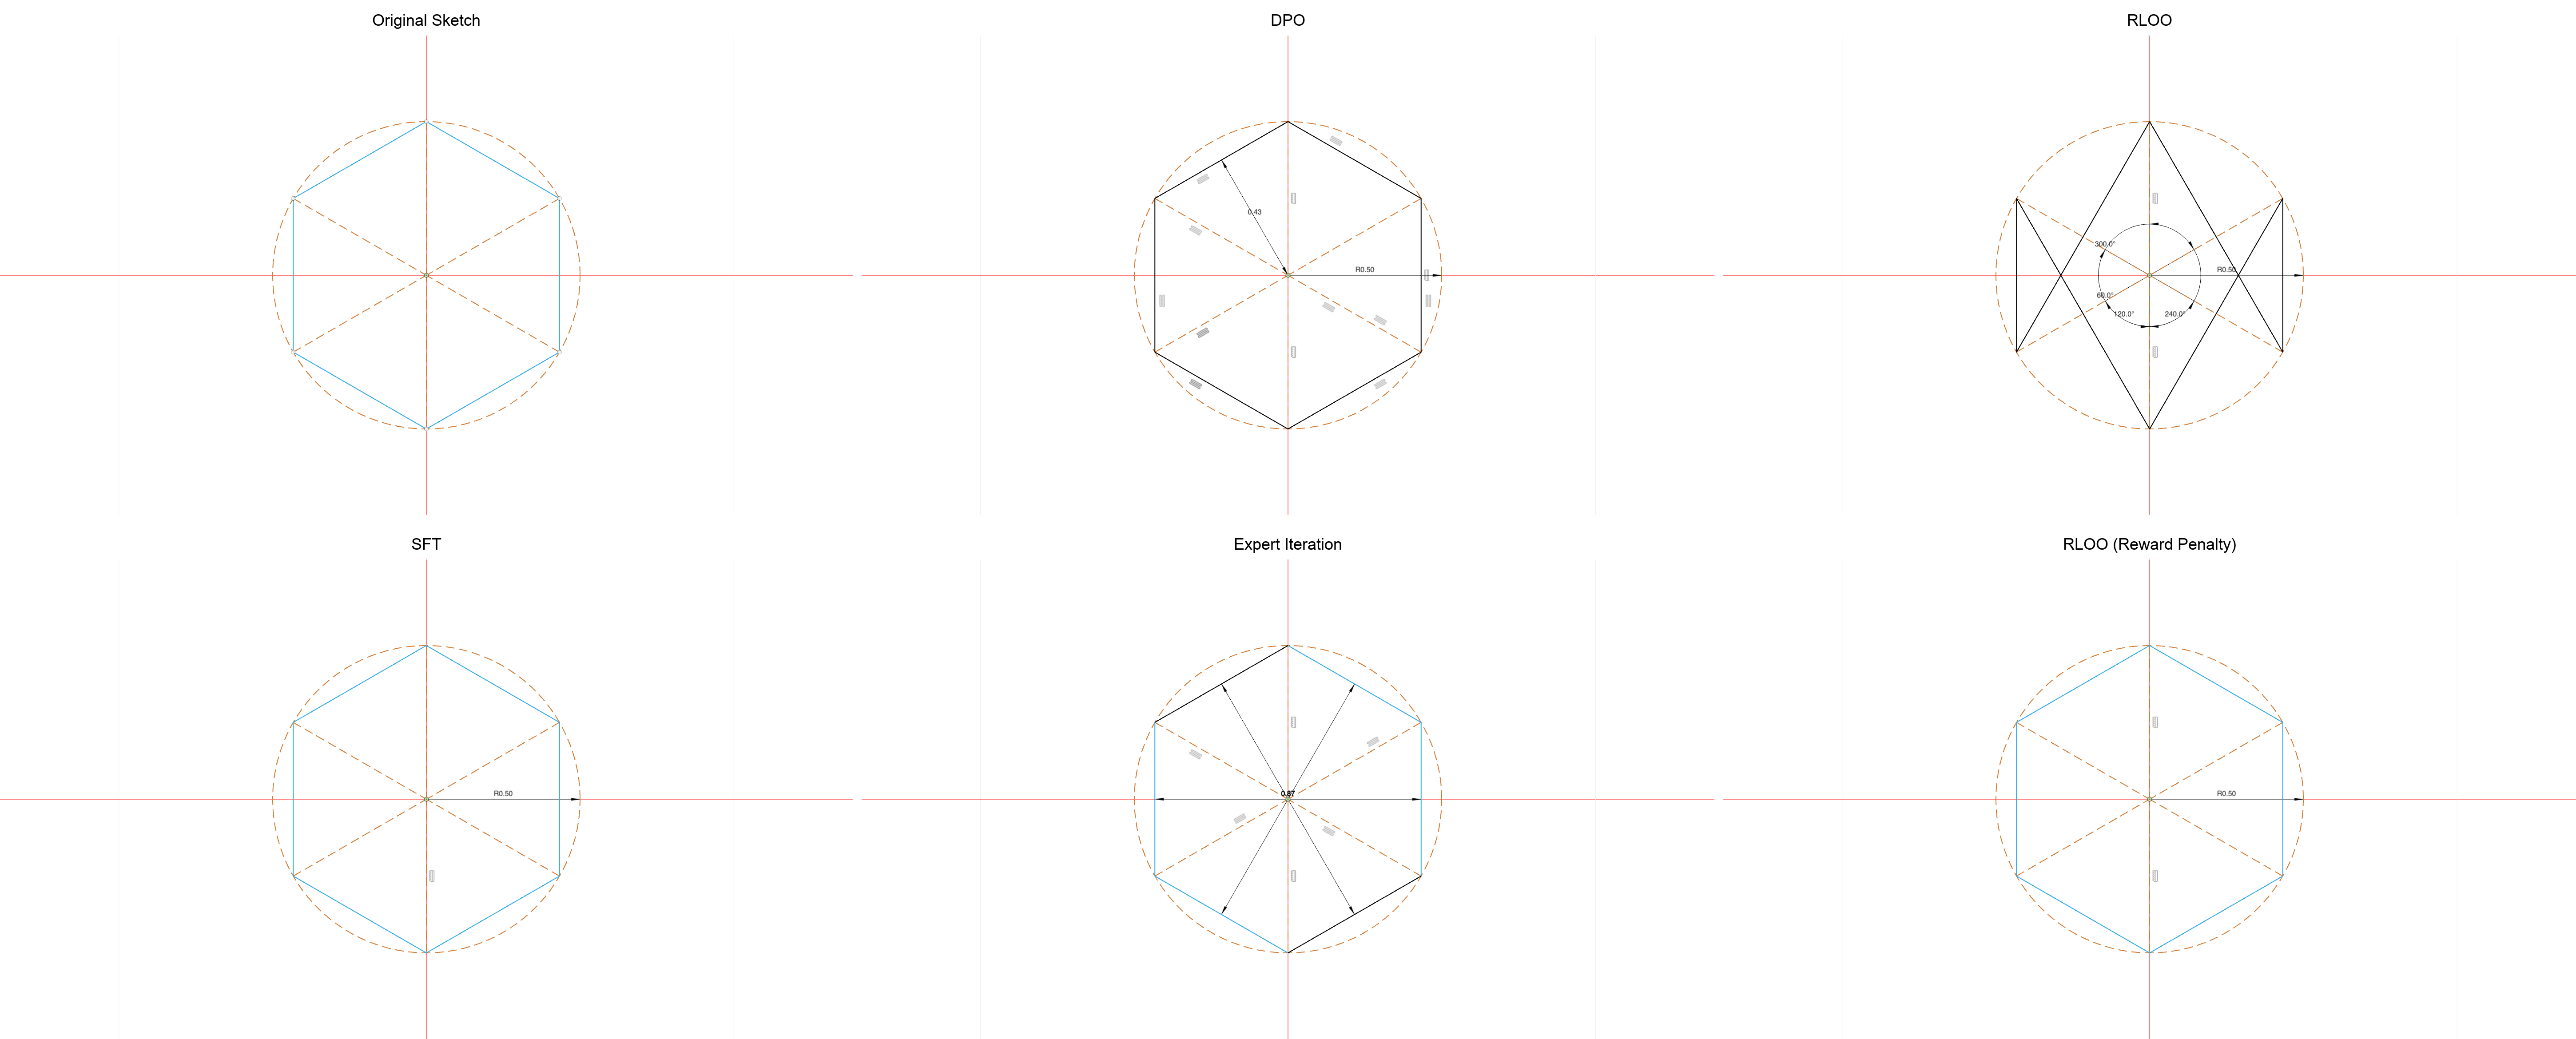 Original Sketch
DPO
RLOO
0.43
R0.50
300.0°
R0.50
60.0°
120.0°
240.0°
SFT
Expert Iteration
RLOO (Reward Penalty)
R0.50
0.87
R0.50